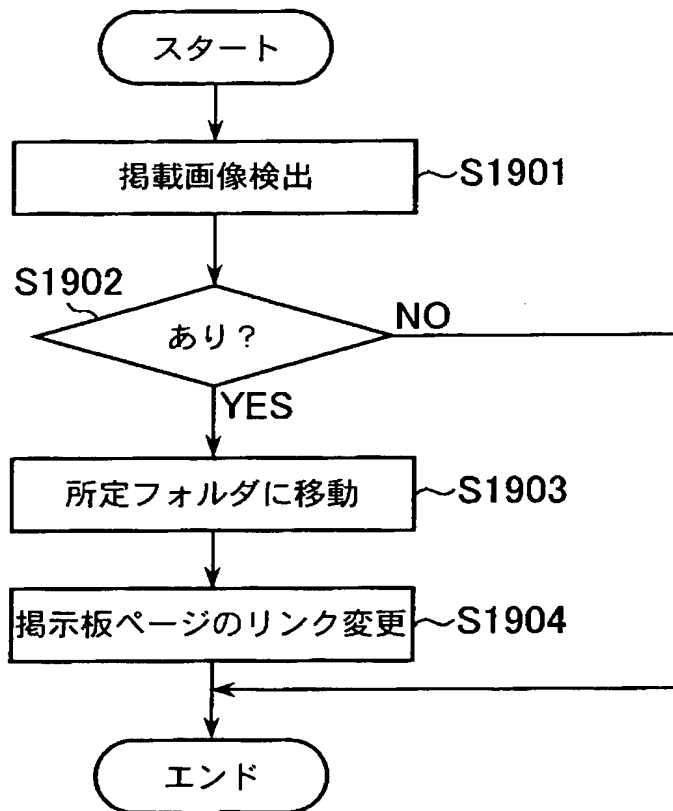 スタート
掲載画像検出
S1901
S1902
あり？
NO
YES
所定フォルダに移動
S1903
掲示板ページのリンク変更
S1904
エンド